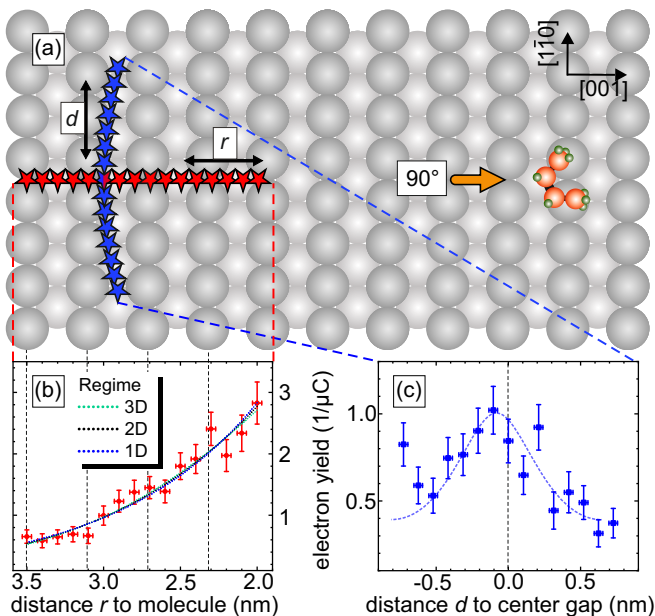 (a)
[11̄0]
[001]
d
r
90°
(b)
Regime
3D
2D
1D
3
2
1
3.5 3.0 2.5 2.0
distance r to molecule (nm)
electron yield (1/µC)
(c)
1.0
0.5
-0.5 0.0 0.5
distance d to center gap (nm)